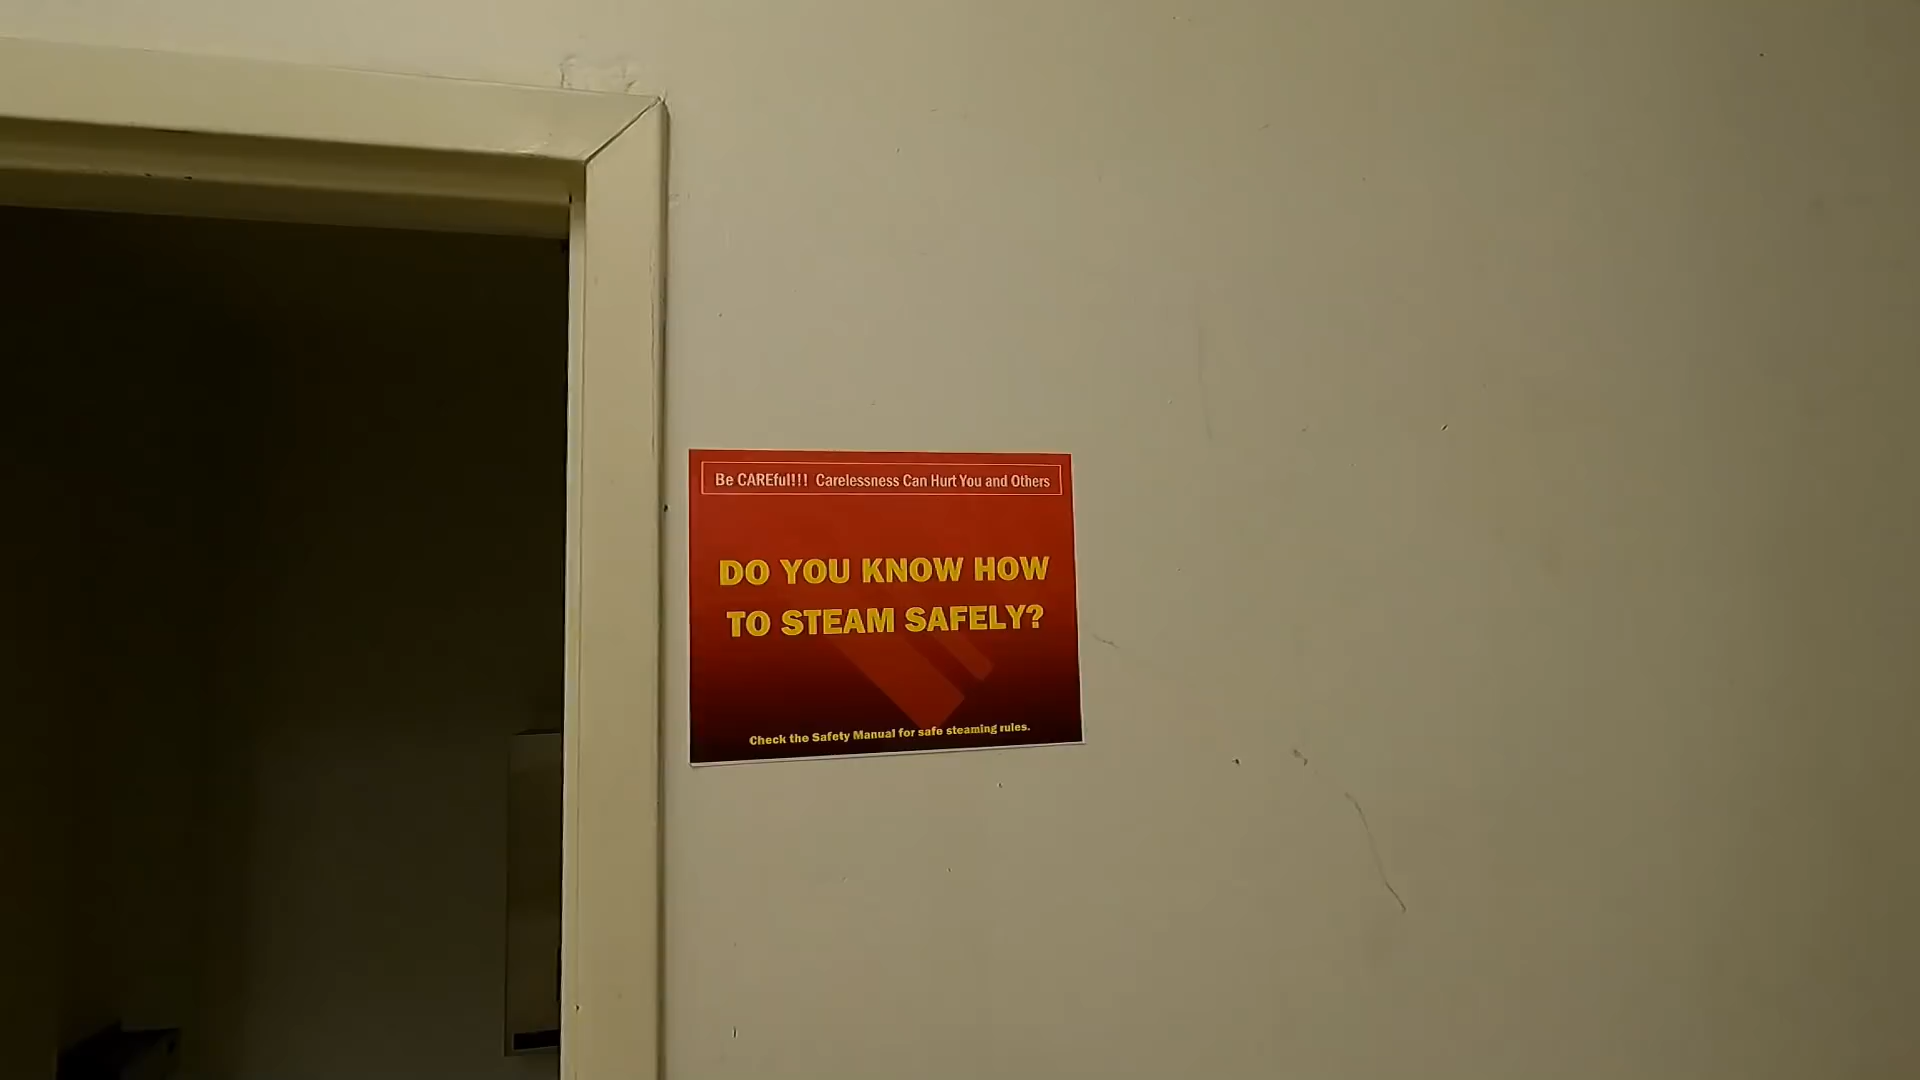 Be CAREful!!! Carelessness Can Hurt You and Others
DO YOU KNOW HOW
TO STEAM SAFELY?
Check the Safety Manual for safe steaming rules.